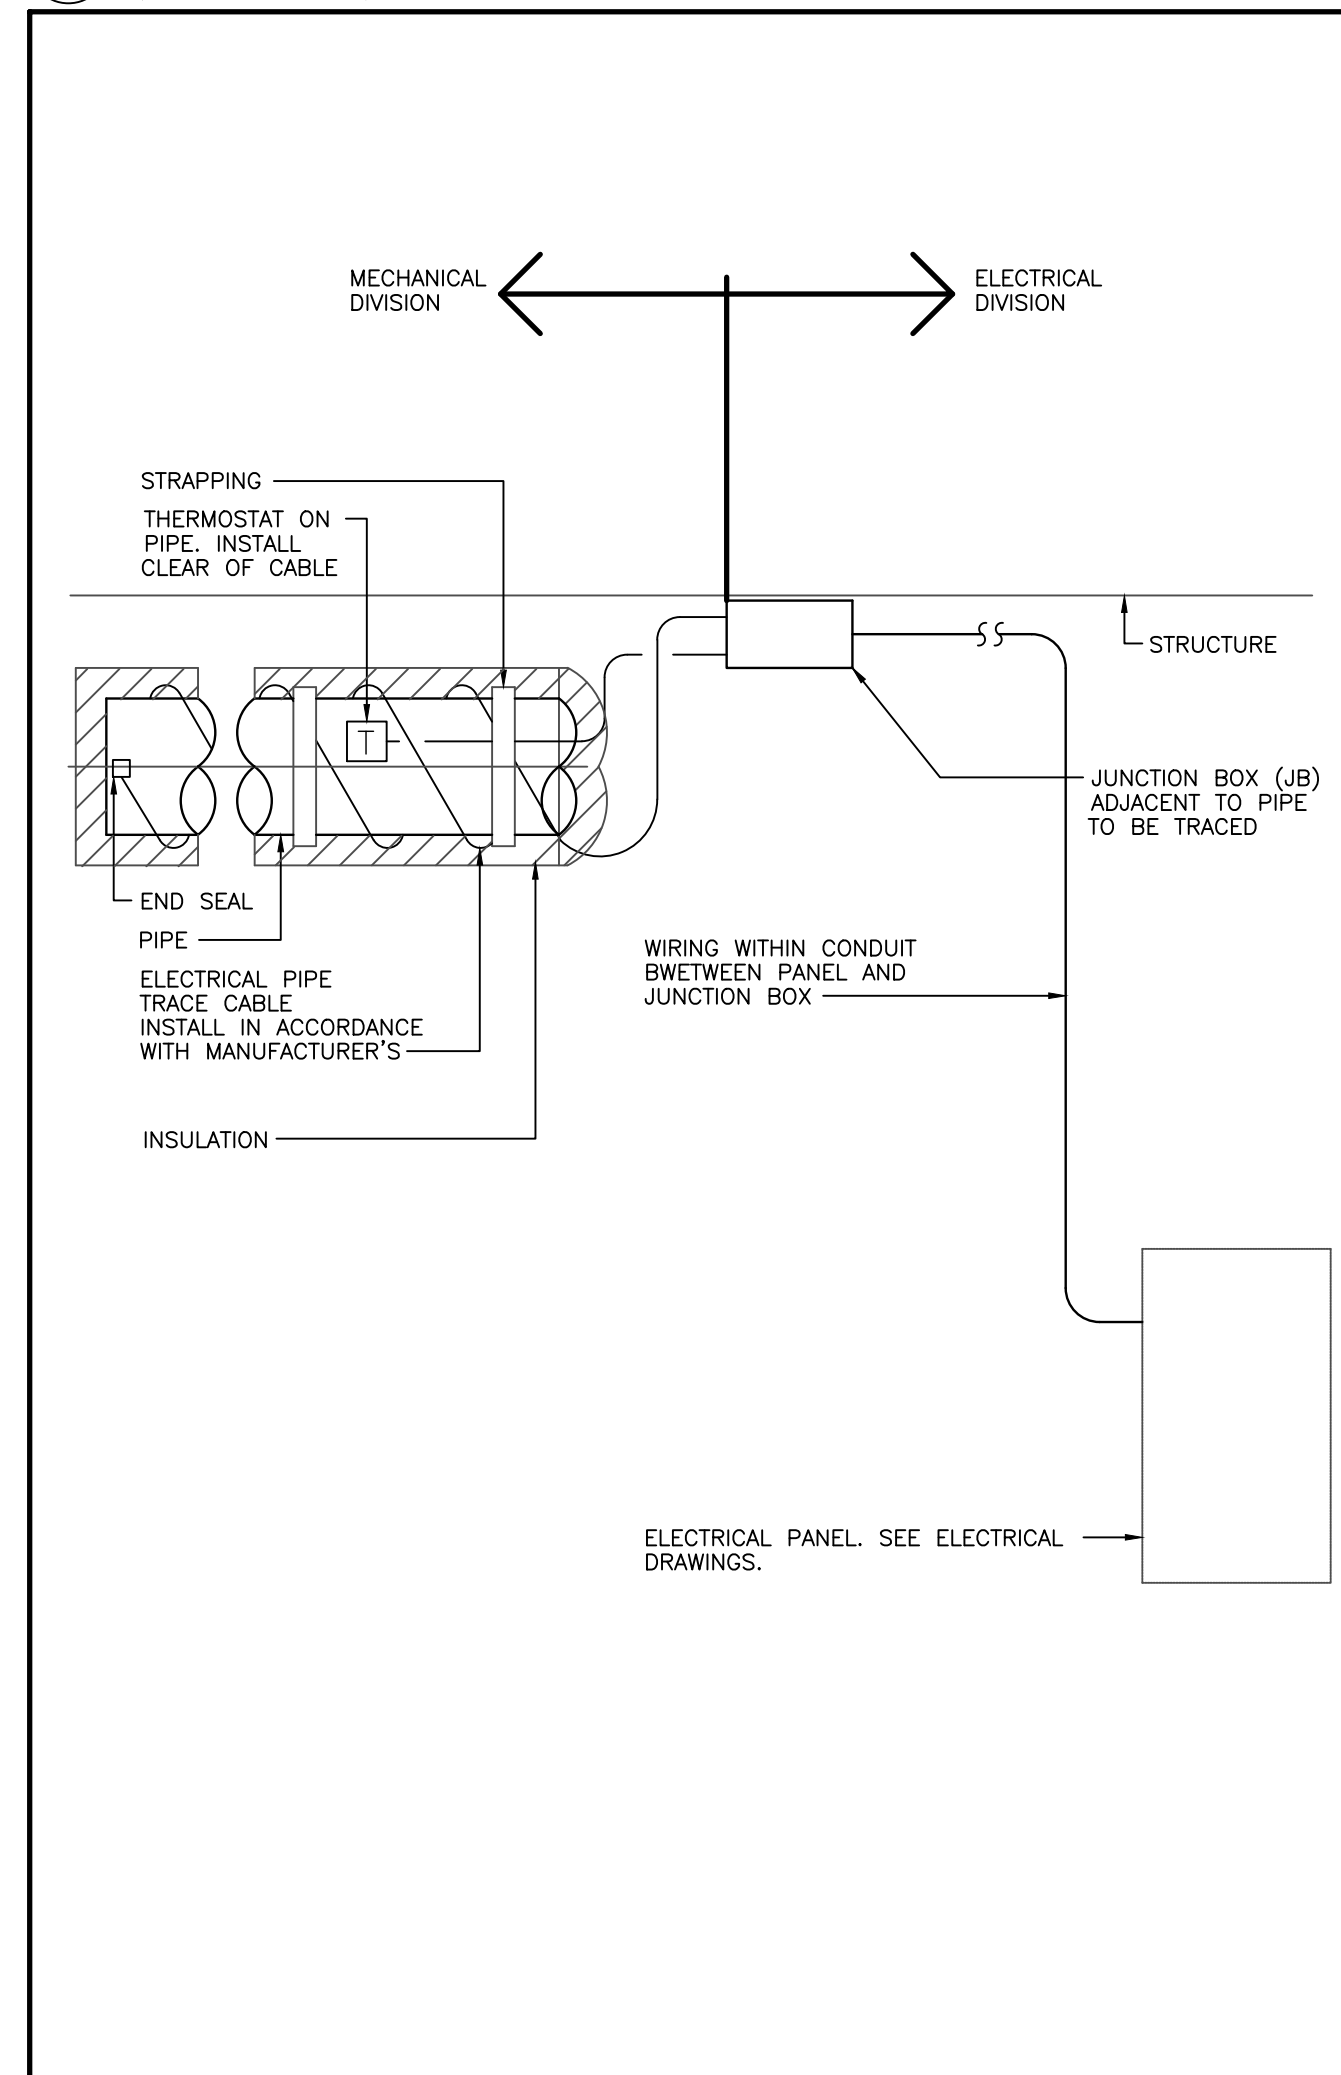 MECHANICAL
DIVISION
ELECTRICAL
DIVISION
STRAPPING
THERMOSTAT ON
PIPE. INSTALL
CLEAR OF CABLE
STRUCTURE
T
JUNCTION BOX (JB)
ADJACENT TO PIPE
TO BE TRACED
END SEAL
PIPE
ELECTRICAL PIPE
TRACE CABLE
INSTALL IN ACCORDANCE
WITH MANUFACTURER'S
INSULATION
WIRING WITHIN CONDUIT
BWETWEEN PANEL AND
JUNCTION BOX
ELECTRICAL PANEL. SEE ELECTRICAL
DRAWINGS.